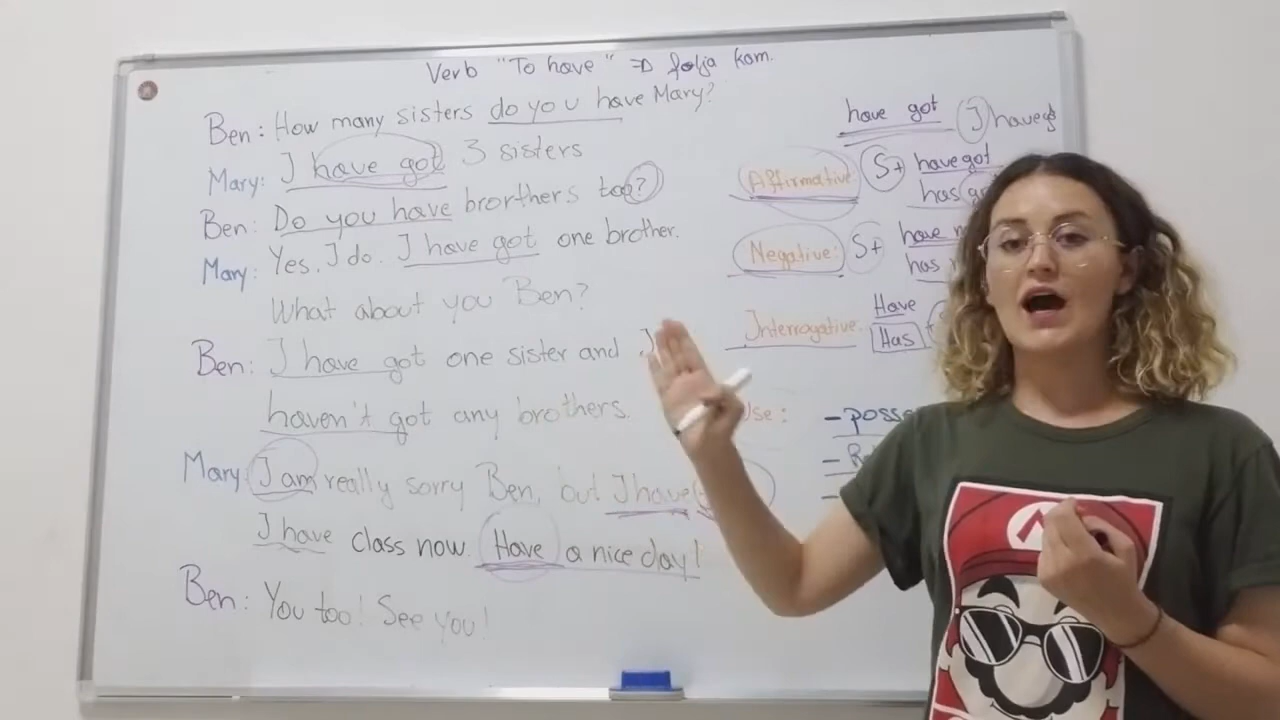 Verb "To have" => folja kam.
Ben: How many sisters do you have Mary?
Mary: I have got 3 sisters
Ben: Do you have brorthers too?
Mary: Yes, I do. I have got one brother.
What about you Ben?
Ben: I have got one sister and I
haven't got any brothers.
Mary I am really sorry Ben, but I have
I have class now. Have a nice day!
Ben: You too! See you!
have got I have
Affirmative: S+ have got
has
Negative: S+ have
has
Interrogative: Have
Has
Use:
M